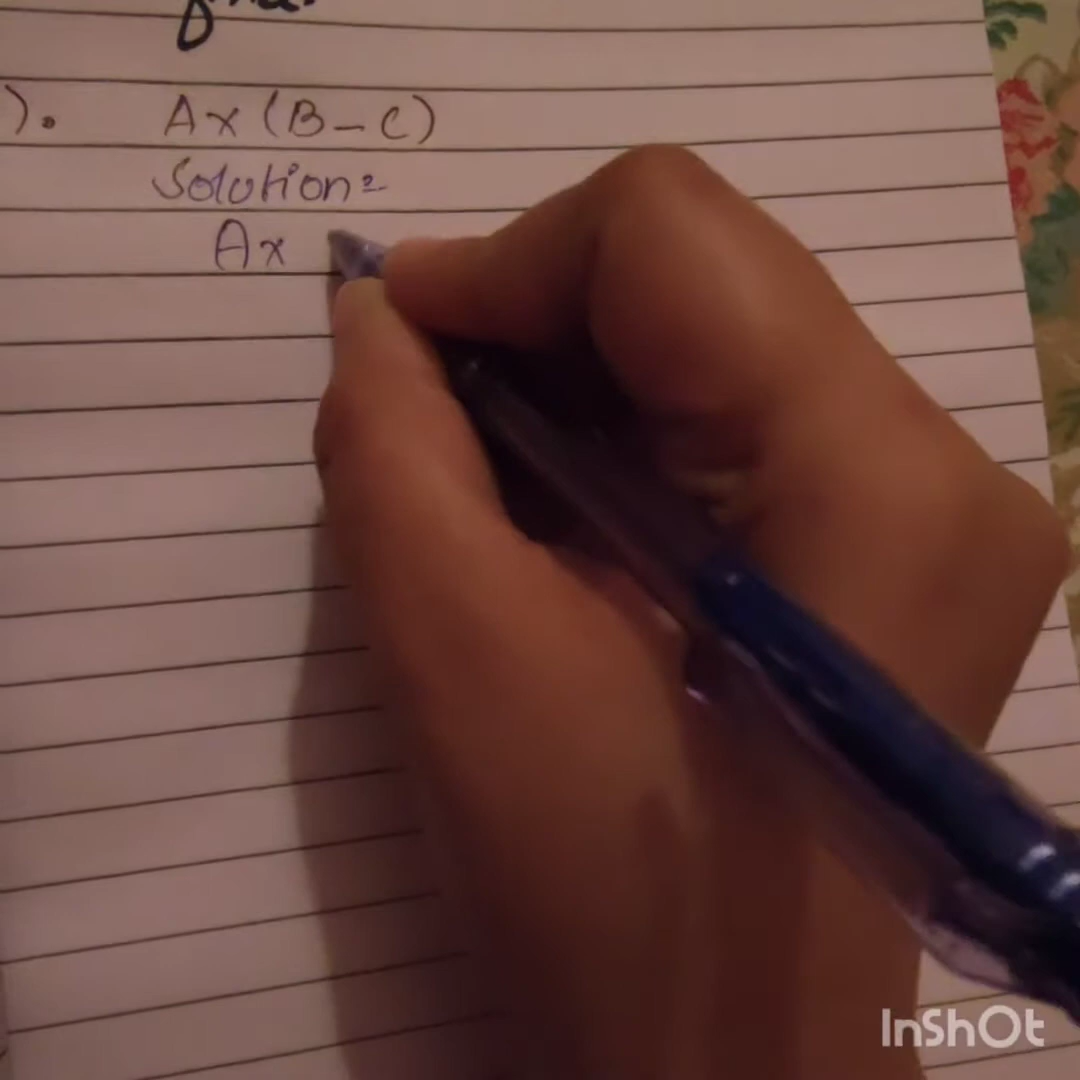 ). A x (B - C)
Solution:-
A x
InShOt